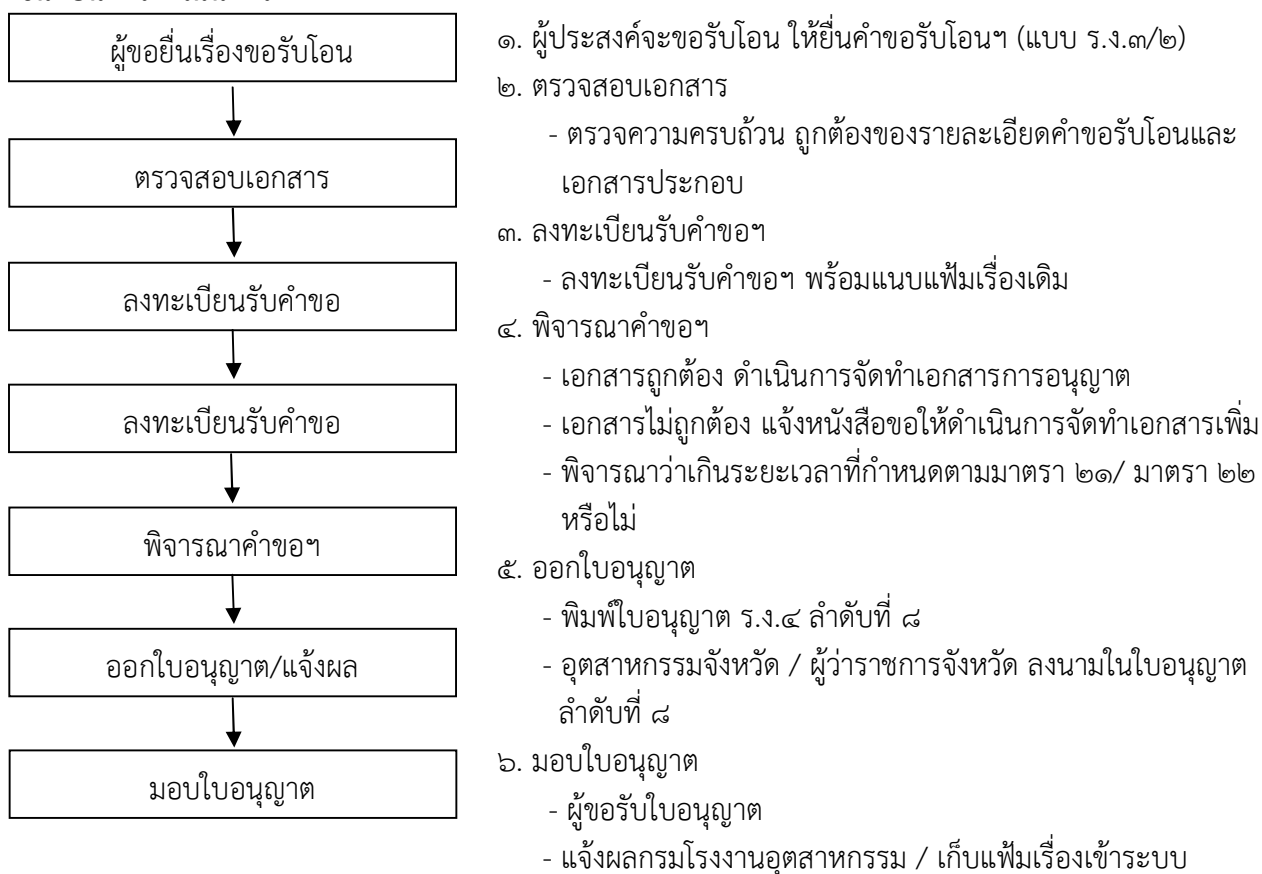 ผู้ขอยื่นเรื่องขอรับโอน
ตรวจสอบเอกสาร
ลงทะเบียนรับคำขอ
ลงทะเบียนรับคำขอ
พิจารณาคำขอฯ
ออกใบอนุญาต/แจ้งผล
มอบใบอนุญาต
๑. ผู้ประสงค์จะขอรับโอน ให้ยื่นคำขอรับโอนฯ (แบบ ร.ง.๓/๒)
๒. ตรวจสอบเอกสาร
- ตรวจความครบถ้วน ถูกต้องของรายละเอียดคำขอรับโอนและ
เอกสารประกอบ
๓. ลงทะเบียนรับคำขอฯ
- ลงทะเบียนรับคำขอฯ พร้อมแนบแฟ้มเรื่องเดิม
๔. พิจารณาคำขอฯ
- เอกสารถูกต้อง ดำเนินการจัดทำเอกสารการอนุญาต
- เอกสารไม่ถูกต้อง แจ้งหนังสือขอให้ดำเนินการจัดทำเอกสารเพิ่ม
- พิจารณาว่าเกินระยะเวลาที่กำหนดตามมาตรา ๒๑/ มาตรา ๒๒
หรือไม่
๕. ออกใบอนุญาต
- พิมพ์ใบอนุญาต ร.ง.๔ ลำดับที่ ๘
- อุตสาหกรรมจังหวัด / ผู้ว่าราชการจังหวัด ลงนามในใบอนุญาต
ลำดับที่ ๘
๖. มอบใบอนุญาต
- ผู้ขอรับใบอนุญาต
- แจ้งผลกรมโรงงานอุตสาหกรรม / เก็บแฟ้มเรื่องเข้าระบบ